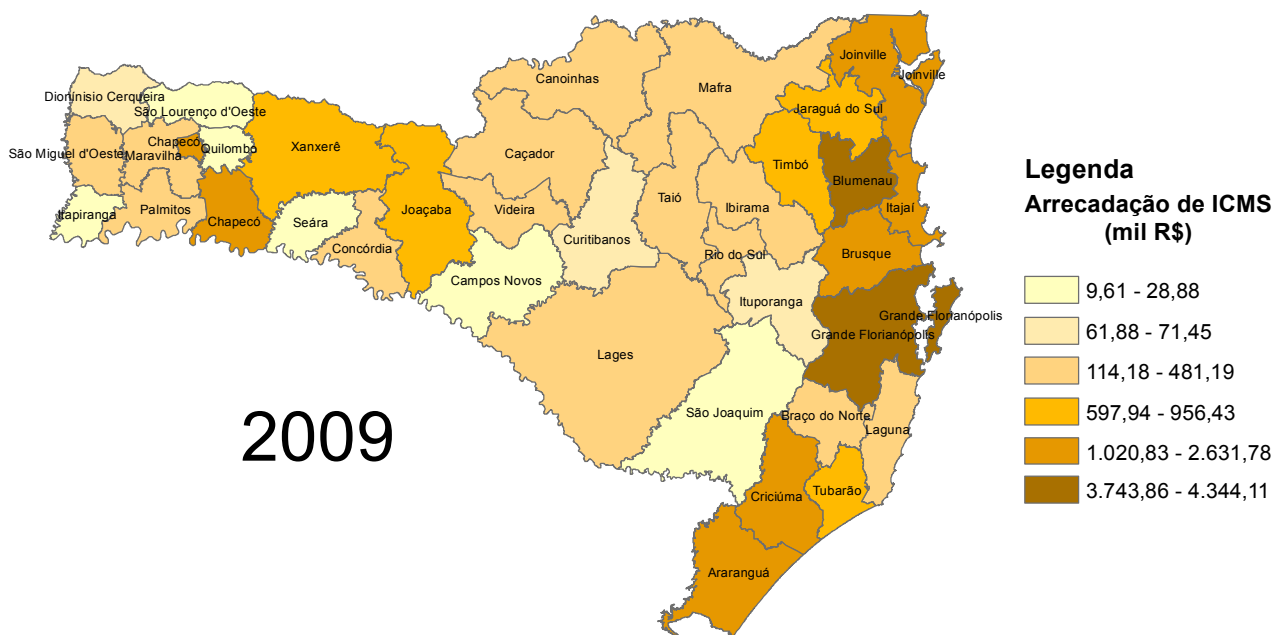 Joinville
Joinville
Canoinhas
Mafra
Dionínisio Cerqueira
São Lourenço d'Oeste
Jaraguá do Sul
Chapecó
São Miguel d'Oeste
Maravilha
Quilombo
Xanxerê
Caçador
Timbó
Blumenau
Legenda
Arrecadação de ICMS
(mil R$)
Itapiranga
Palmitos
Chapecó
Seára
Joaçaba
Videira
Taió
Ibirama
Itajaí
Concórdia
Curitibanos
Rio do Sul
Brusque
Campos Novos
Ituporanga
Grande Florianópolis
Grande Florianópolis
Lages
São Joaquim
Braço do Norte
Laguna
Criciúma
Tubarão
Araranguá
2009
9,61 - 28,88
61,88 - 71,45
114,18 - 481,19
597,94 - 956,43
1.020,83 - 2.631,78
3.743,86 - 4.344,11